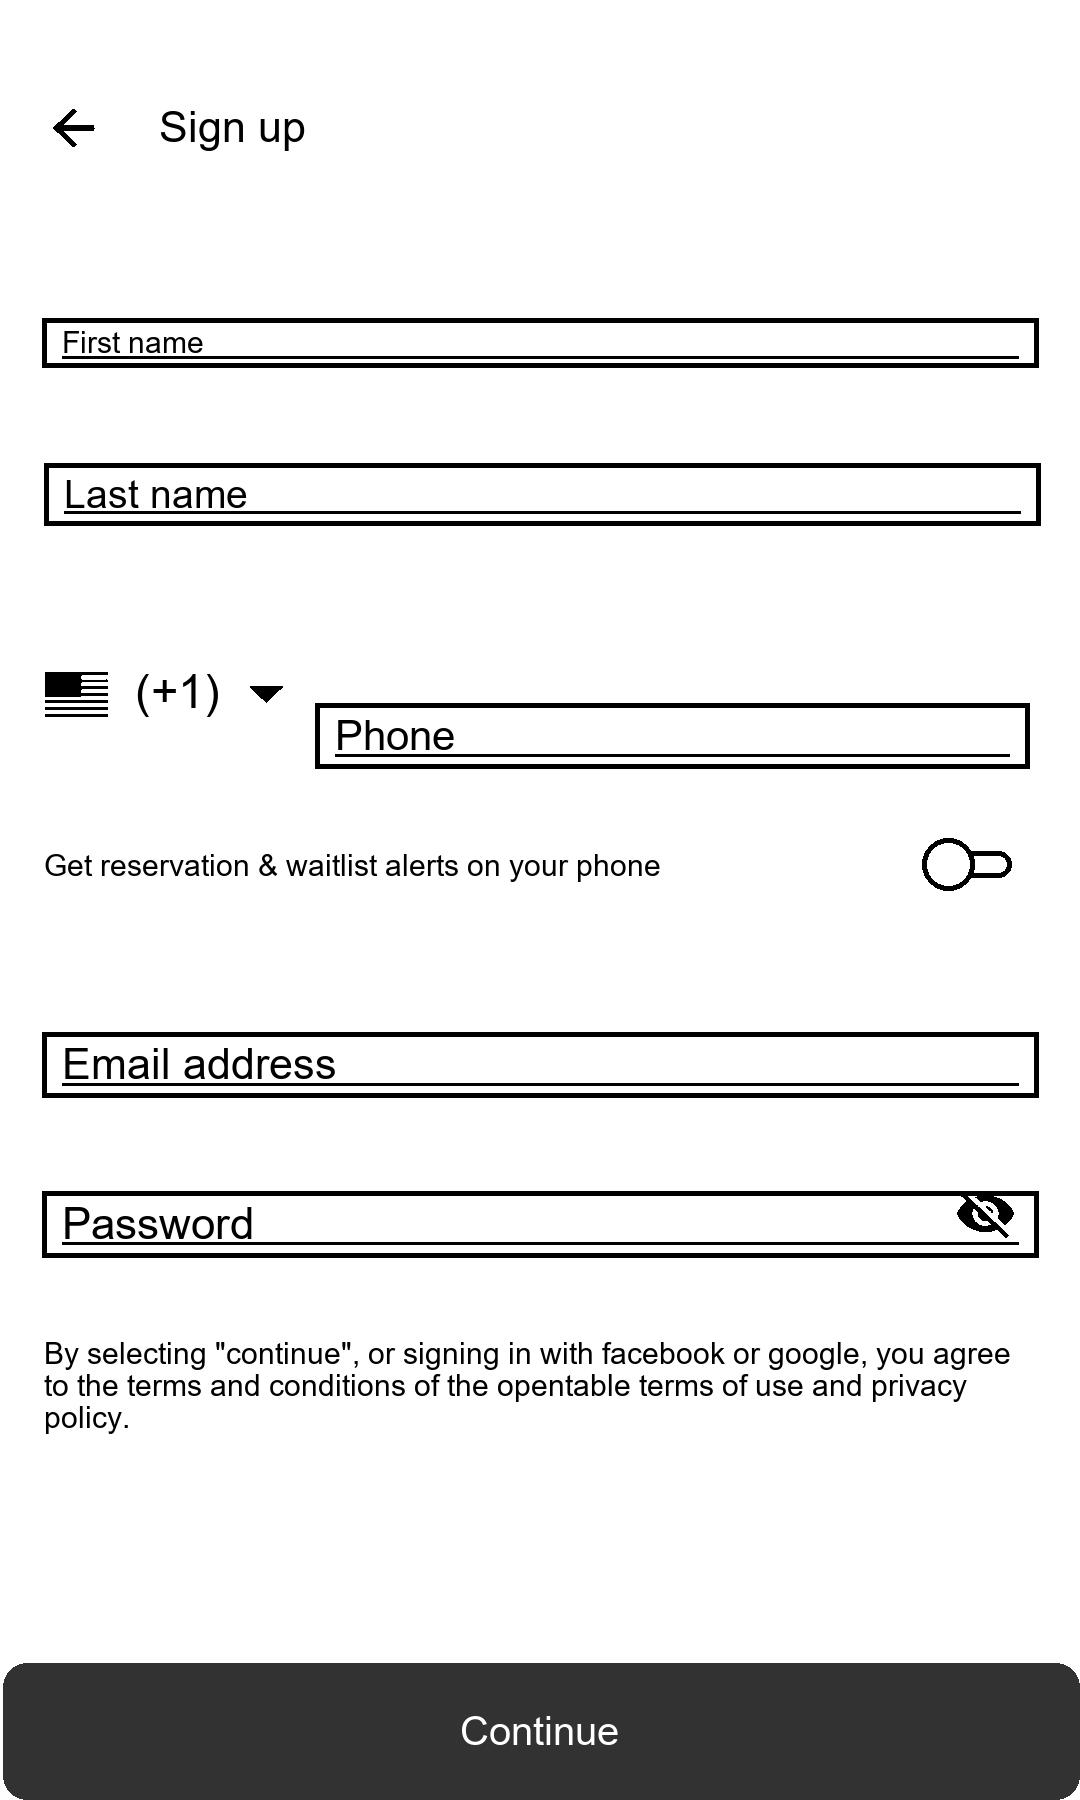 Sign up
First name
Last name
(+1)
Phone
Get reservation & waitlist alerts on your phone
Email address
Password
By selecting "continue", or signing in with facebook or google, you agree
to the terms and conditions of the opentable terms of use and privacy
policy.
Continue